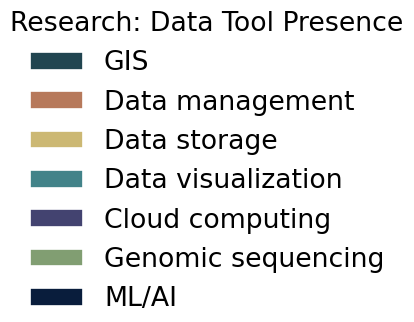 Research: Data Tool Presence
GIS
Data management
Data storage
Data visualization
Cloud computing
Genomic sequencing
ML/AI